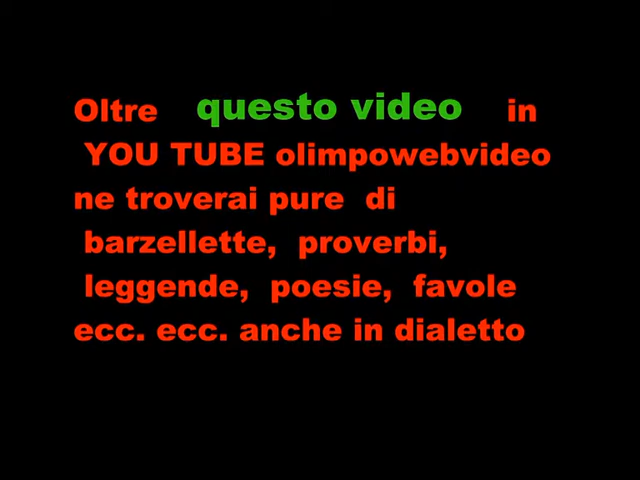 Oltre questo video in
YOU TUBE olimpowebvideo
ne troverai pure di
barzellette, proverbi,
leggende, poesie, favole
ecc. ecc. anche in dialetto